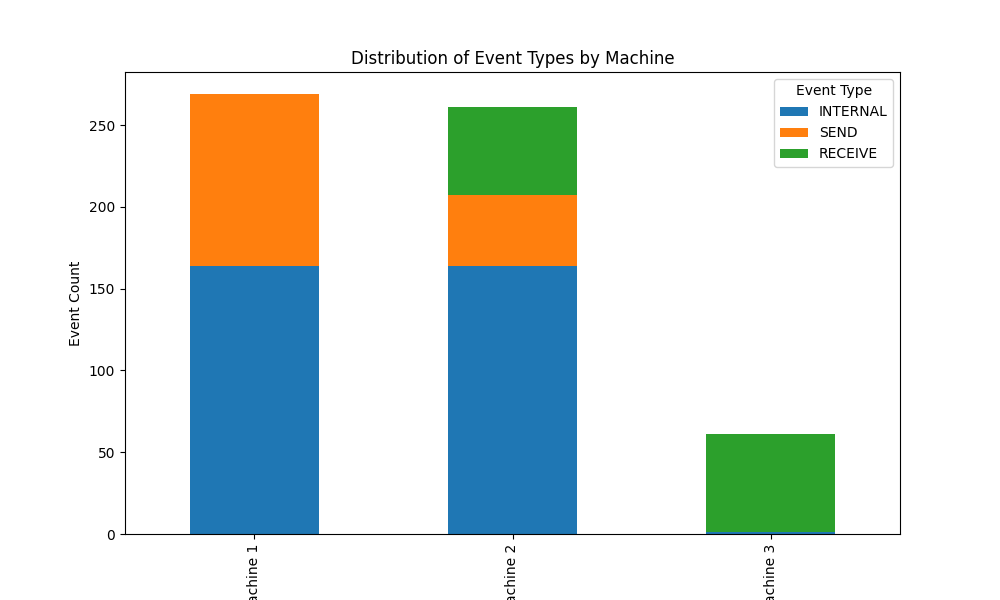 Distribution of Event Types by Machine
Event Type
INTERNAL
SEND
RECEIVE
Event Count
250
200
150
100
50
0
achine 1
achine 2
achine 3